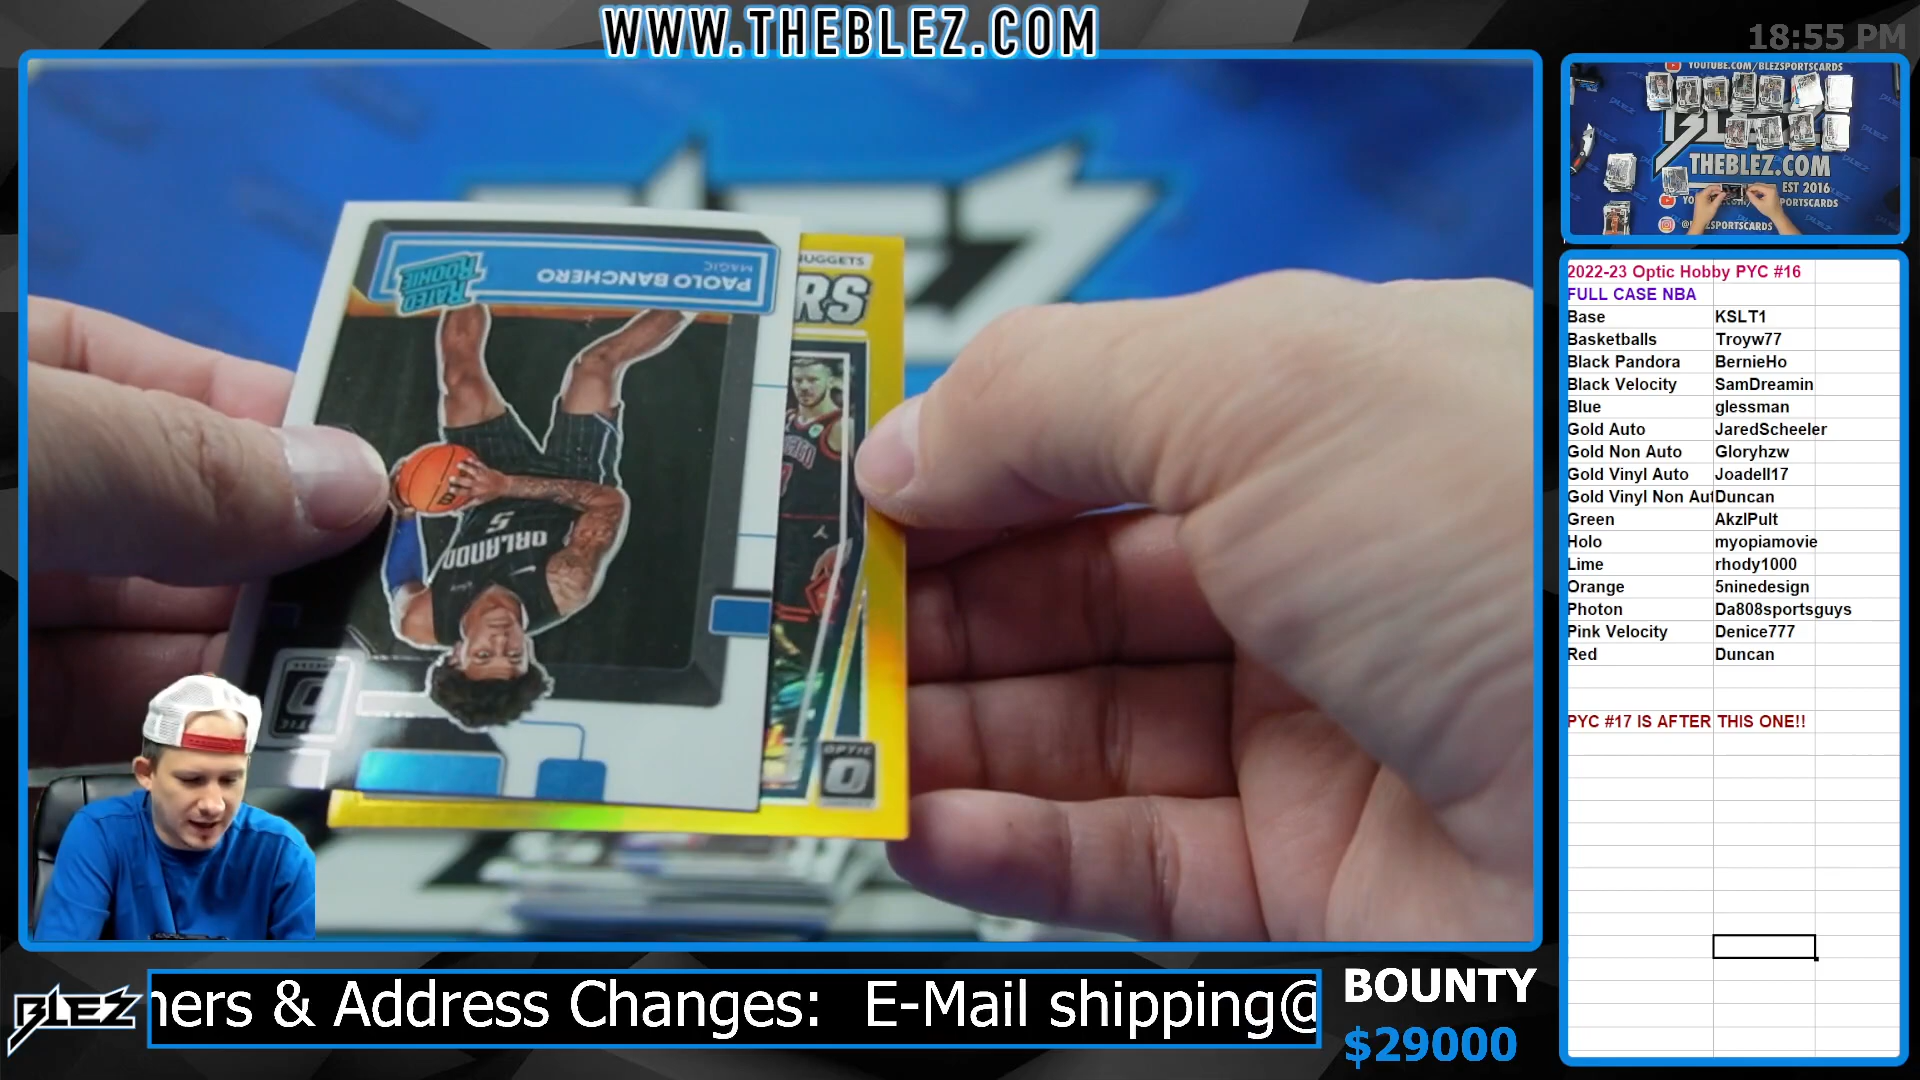 WWW.THEBLEZ.COM
18:55 PM
PAOLO BANCHERO
MAGIC
RATED
ROOKIE
ORLANDO
5
OPTIC
NUGGETS
RS
OPTIC
YOUTUBE.COM/BLEZSPORTSCARDS
THEBLEZ.COM
EST 2016
2022-23 Optic Hobby PYC #16
FULL CASE NBA
Base KSLT1
Basketballs Troyw77
Black Pandora BernieHo
Black Velocity SamDreamin
Blue glessman
Gold Auto JaredScheeler
Gold Non Auto Gloryhzw
Gold Vinyl Auto Joadell17
Gold Vinyl Non Aut Duncan
Green AkzlPult
Holo myopiamovie
Lime rhody1000
Orange 5ninedesign
Photon Da808sportsguys
Pink Velocity Denice777
Red Duncan
PYC #17 IS AFTER THIS ONE!!
BLEZ
ners & Address Changes: E-Mail shipping@
BOUNTY
$29000